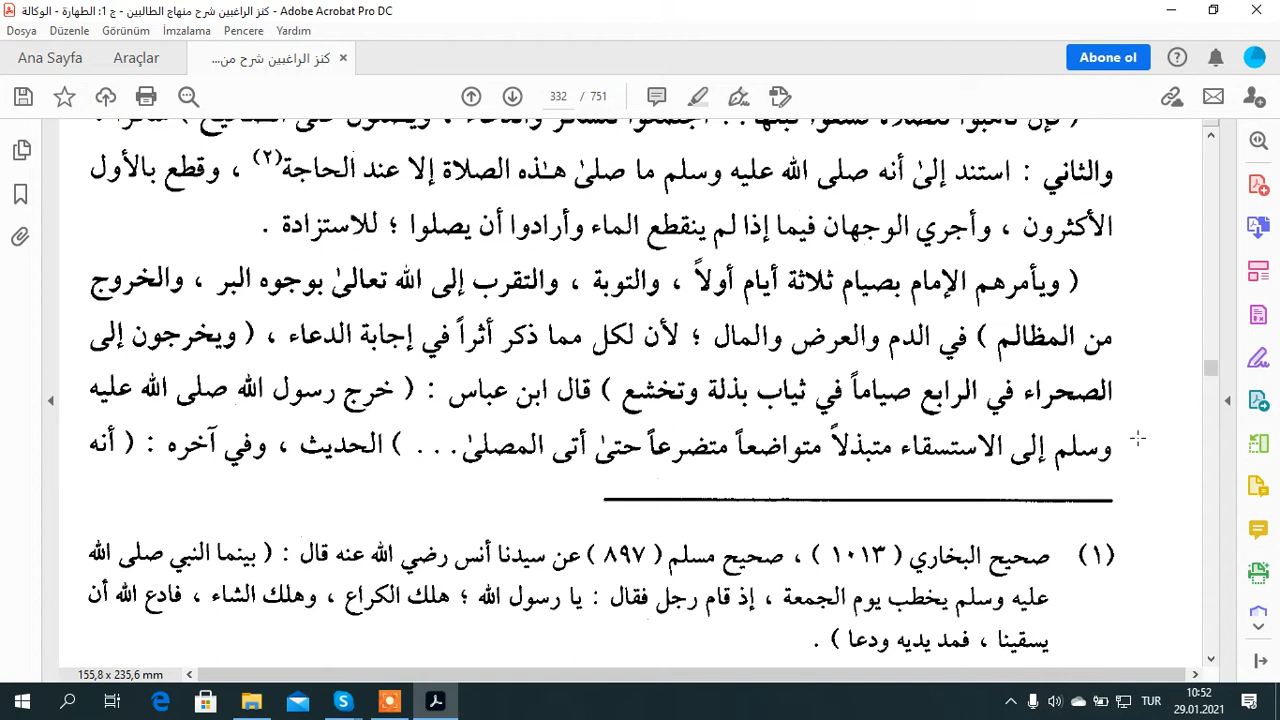 كنز الراغبين شرح منهاج الطالبين - ج 1: الطهارة - الوكالة - Adobe Acrobat Pro DC
Dosya Düzenle Görünüm İmzalama Pencere Yardım
Ana Sayfa Araçlar كنز الراغبين شرح من... × Abone ol
332 / 751
والثاني : استند إلىٰ أنه صلى الله عليه وسلم ما صلىٰ هـٰذه الصلاة إلا عند الحاجة(٢) ، وقطع بالأول
الأكثرون ، وأجري الوجهان فيما إذا لم ينقطع الماء وأرادوا أن يصلوا ؛ للاستزادة .
( ويأمرهم الإمام بصيام ثلاثة أيام أولاً ، والتوبة ، والتقرب إلى الله تعالىٰ بوجوه البر ، والخروج
من المظالم ) في الدم والعرض والمال ؛ لأن لكل مما ذكر أثراً في إجابة الدعاء ، ( ويخرجون إلى
الصحراء في الرابع صياماً في ثياب بذلة وتخشع ) قال ابن عباس : ( خرج رسول الله صلى الله عليه
وسلم إلى الاستسقاء متبذلاً متواضعاً متضرعاً حتىٰ أتى المصلىٰ... ) الحديث ، وفي آخره : ( أنه
(١) صحيح البخاري ( ١٠١٣ ) ، صحيح مسلم ( ٨٩٧ ) عن سيدنا أنس رضي الله عنه قال : ( بينما النبي صلى الله
عليه وسلم يخطب يوم الجمعة ، إذ قام رجل فقال : يا رسول الله ؛ هلك الكراع ، وهلك الشاء ، فادع الله أن
يسقينا ، فمد يديه ودعا ) .
155,8 x 235,6 mm
TUR
10:52
29.01.2021